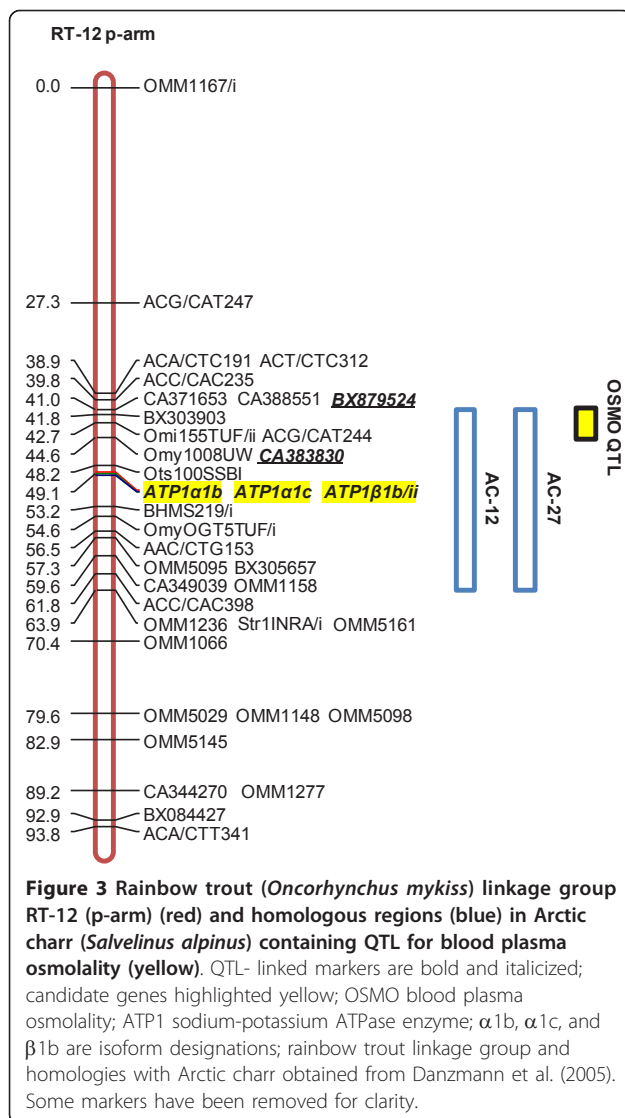 RT-12 p-arm
0.0 OMM1167/i
27.3 ACG/CAT247
38.9 ACA/CTC191 ACT/CTC312
39.8 ACC/CAC235
41.0 CA371653 CA388551 BX879524
41.8 BX303903
42.7 Omi155TUF/ii ACG/CAT244
44.6 Omy1008UW CA383830
48.2 Ots100SSBI
49.1 ATP1α1b ATP1α1c ATP1β1b/ii
53.2 BHMS219/i
54.6 OmyOGT5TUF/i
56.5 AAC/CTG153
57.3 OMM5095 BX305657
59.6 CA349039 OMM1158
61.8 ACC/CAC398
63.9 OMM1236 Str1INRA/i OMM5161
70.4 OMM1066
79.6 OMM5029 OMM1148 OMM5098
82.9 OMM5145
89.2 CA344270 OMM1277
92.9 BX084427
93.8 ACA/CTT341
AC-12
AC-27
OSMO QTL
Figure 3 Rainbow trout (Oncorhynchus mykiss) linkage group
RT-12 (p-arm) (red) and homologous regions (blue) in Arctic
charr (Salvelinus alpinus) containing QTL for blood plasma
osmolality (yellow). QTL- linked markers are bold and italicized;
candidate genes highlighted yellow; OSMO blood plasma
osmolality; ATP1 sodium-potassium ATPase enzyme; α1b, α1c, and
β1b are isoform designations; rainbow trout linkage group and
homologies with Arctic charr obtained from Danzmann et al. (2005).
Some markers have been removed for clarity.